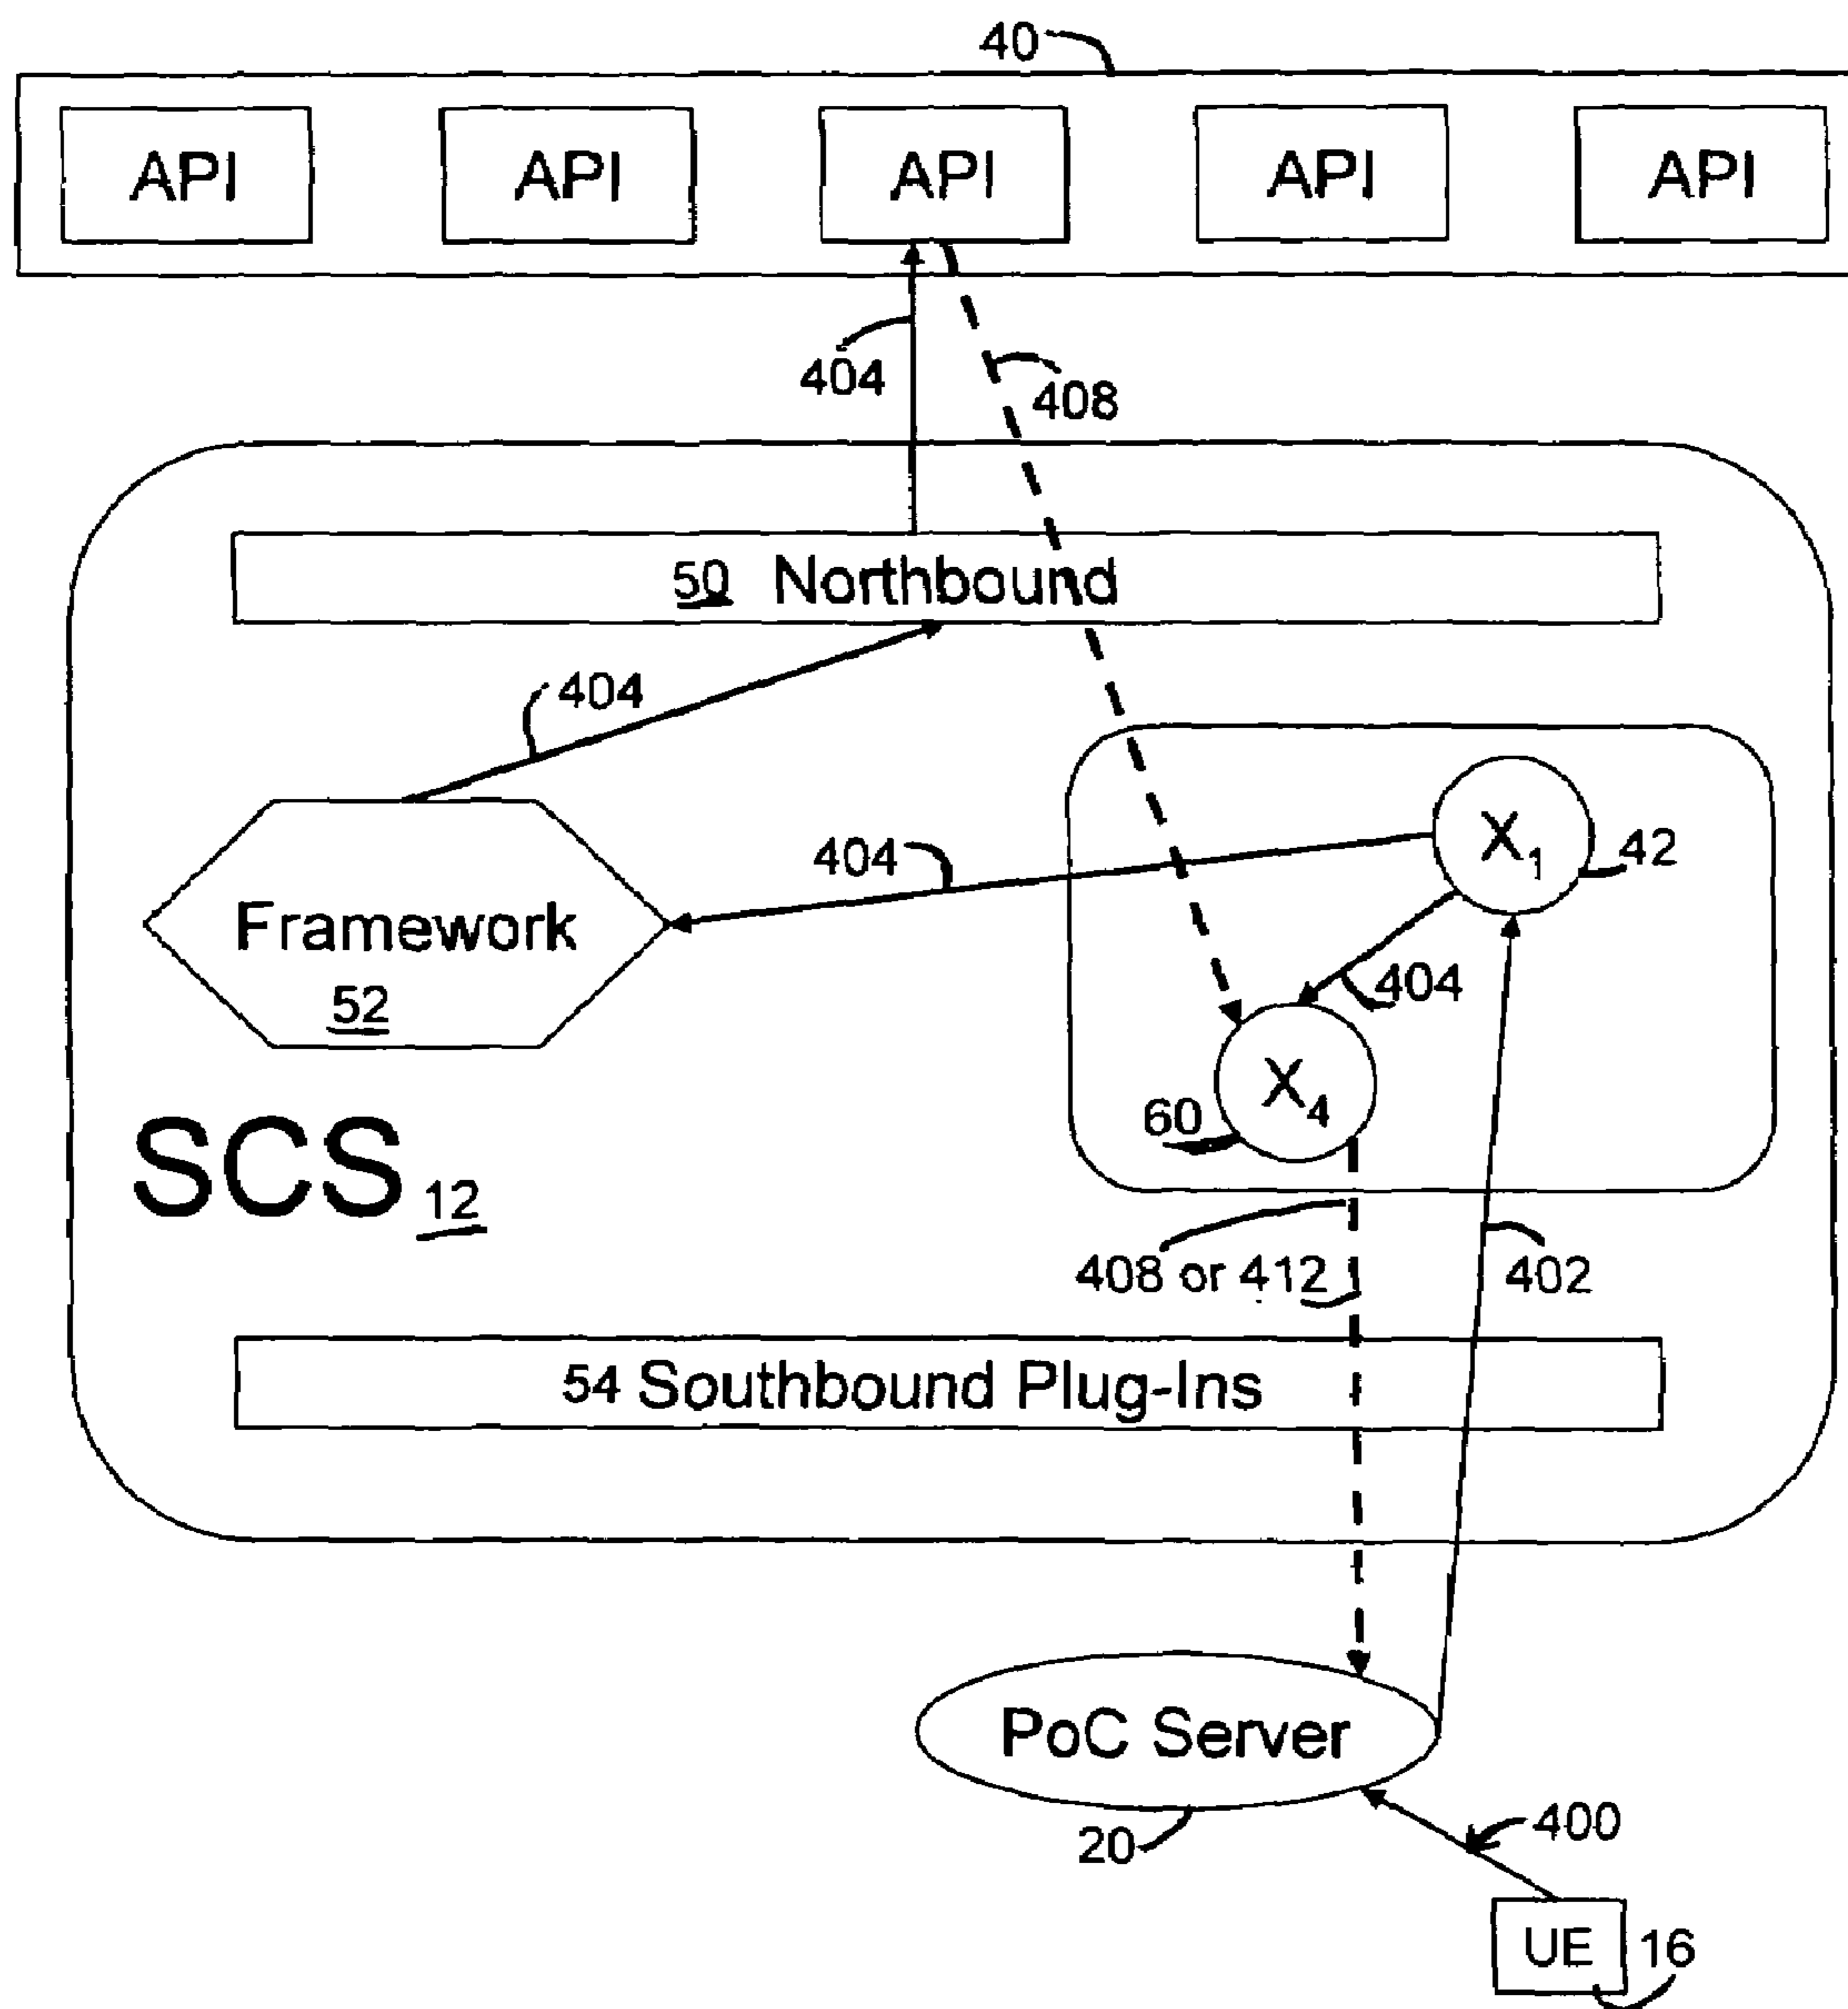 40
API API API API API
404
408
50 Northbound
404
404
X1
42
Framework
52
404
X4
60
SCS 12
408 or 412
402
54 Southbound Plug-Ins
PoC Server
20
400
UE 16